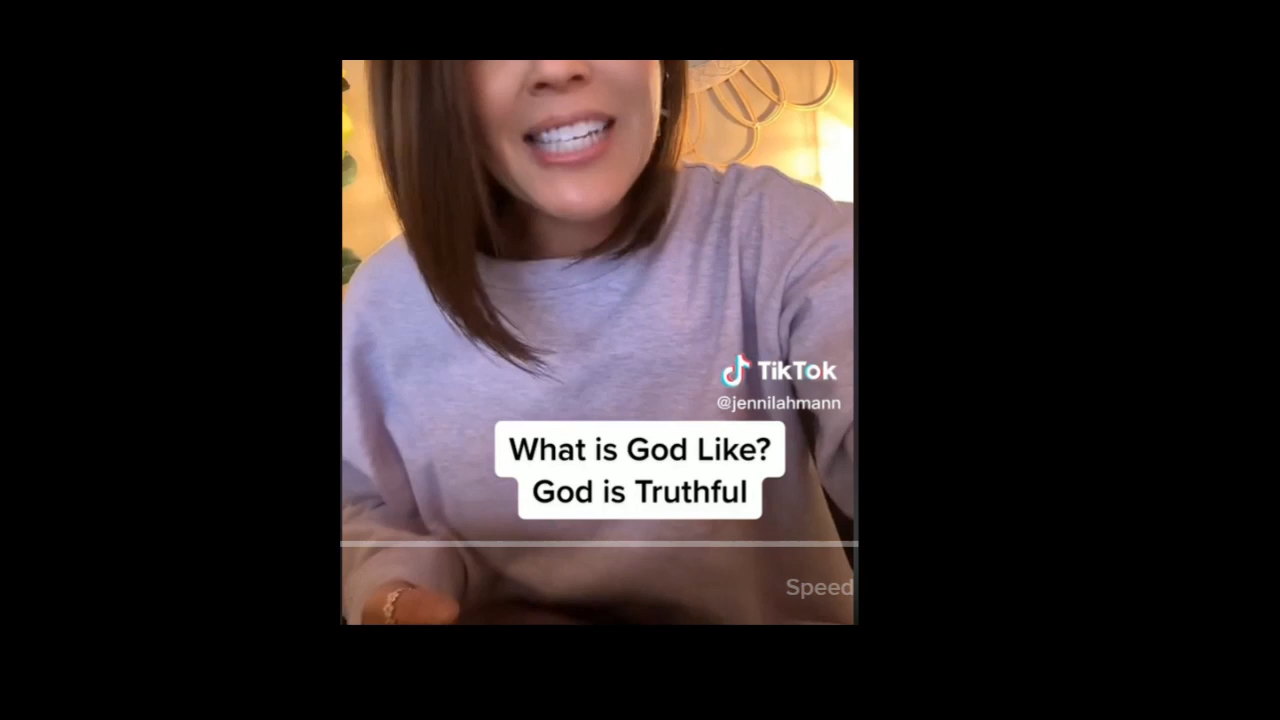 TikTok
@jennilahmann
What is God Like?
God is Truthful
Speed